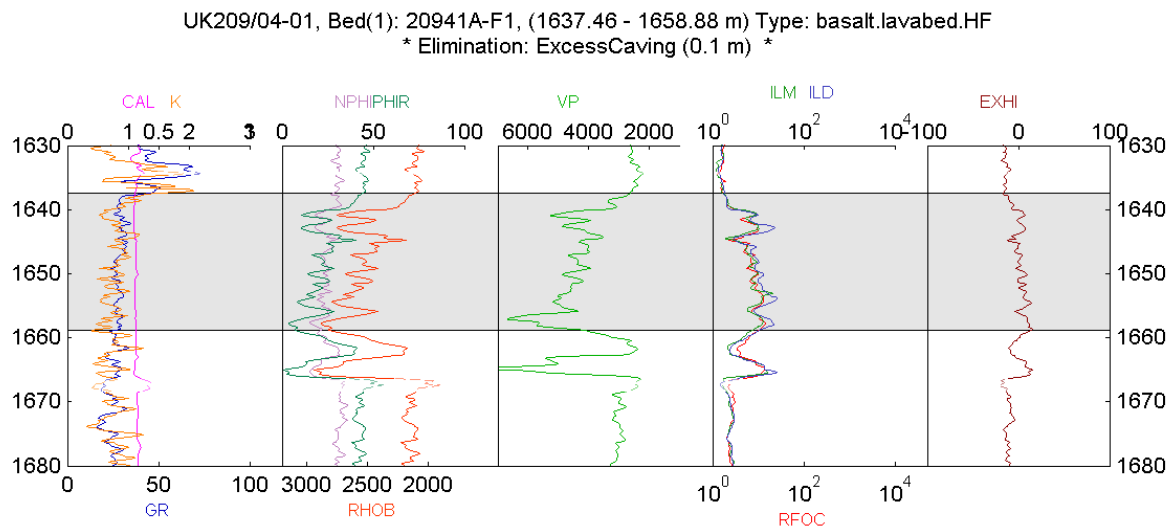 UK209/04-01, Bed(1): 20941A-F1, (1637.46 - 1658.88 m) Type: basalt.lavabed.HF
* Elimination: ExcessCaving (0.1 m) *
CAL K NPHI PHIR VP ILM ILD EXHI
0 1 0.5 2 3 0 50 100 6000 4000 2000 10^0 10^2 10^4 -100 0 100
1630 1630
1640 1640
1650 1650
1660 1660
1670 1670
1680 1680
0 50 100 3000 2500 2000 10^0 10^2 10^4
GR RHOB RFOC